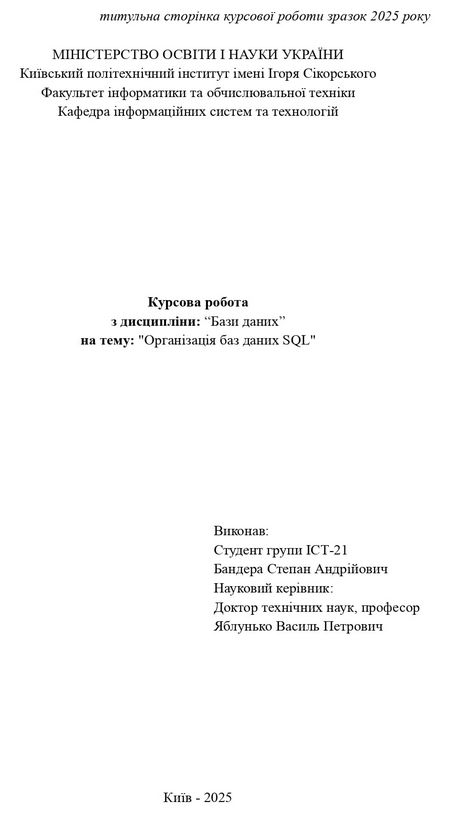 титульна сторінка курсової роботи зразок 2025 року
МІНІСТЕРСТВО ОСВІТИ І НАУКИ УКРАЇНИ
Київський політехнічний інститут імені Ігоря Сікорського
Факультет інформатики та обчислювальної техніки
Кафедра інформаційних систем та технологій
Курсова робота
з дисципліни: “Бази даних”
на тему: "Організація баз даних SQL"
Виконав:
Студент групи ІСТ-21
Бандера Степан Андрійович
Науковий керівник:
Доктор технічних наук, професор
Яблунько Василь Петрович
Київ - 2025